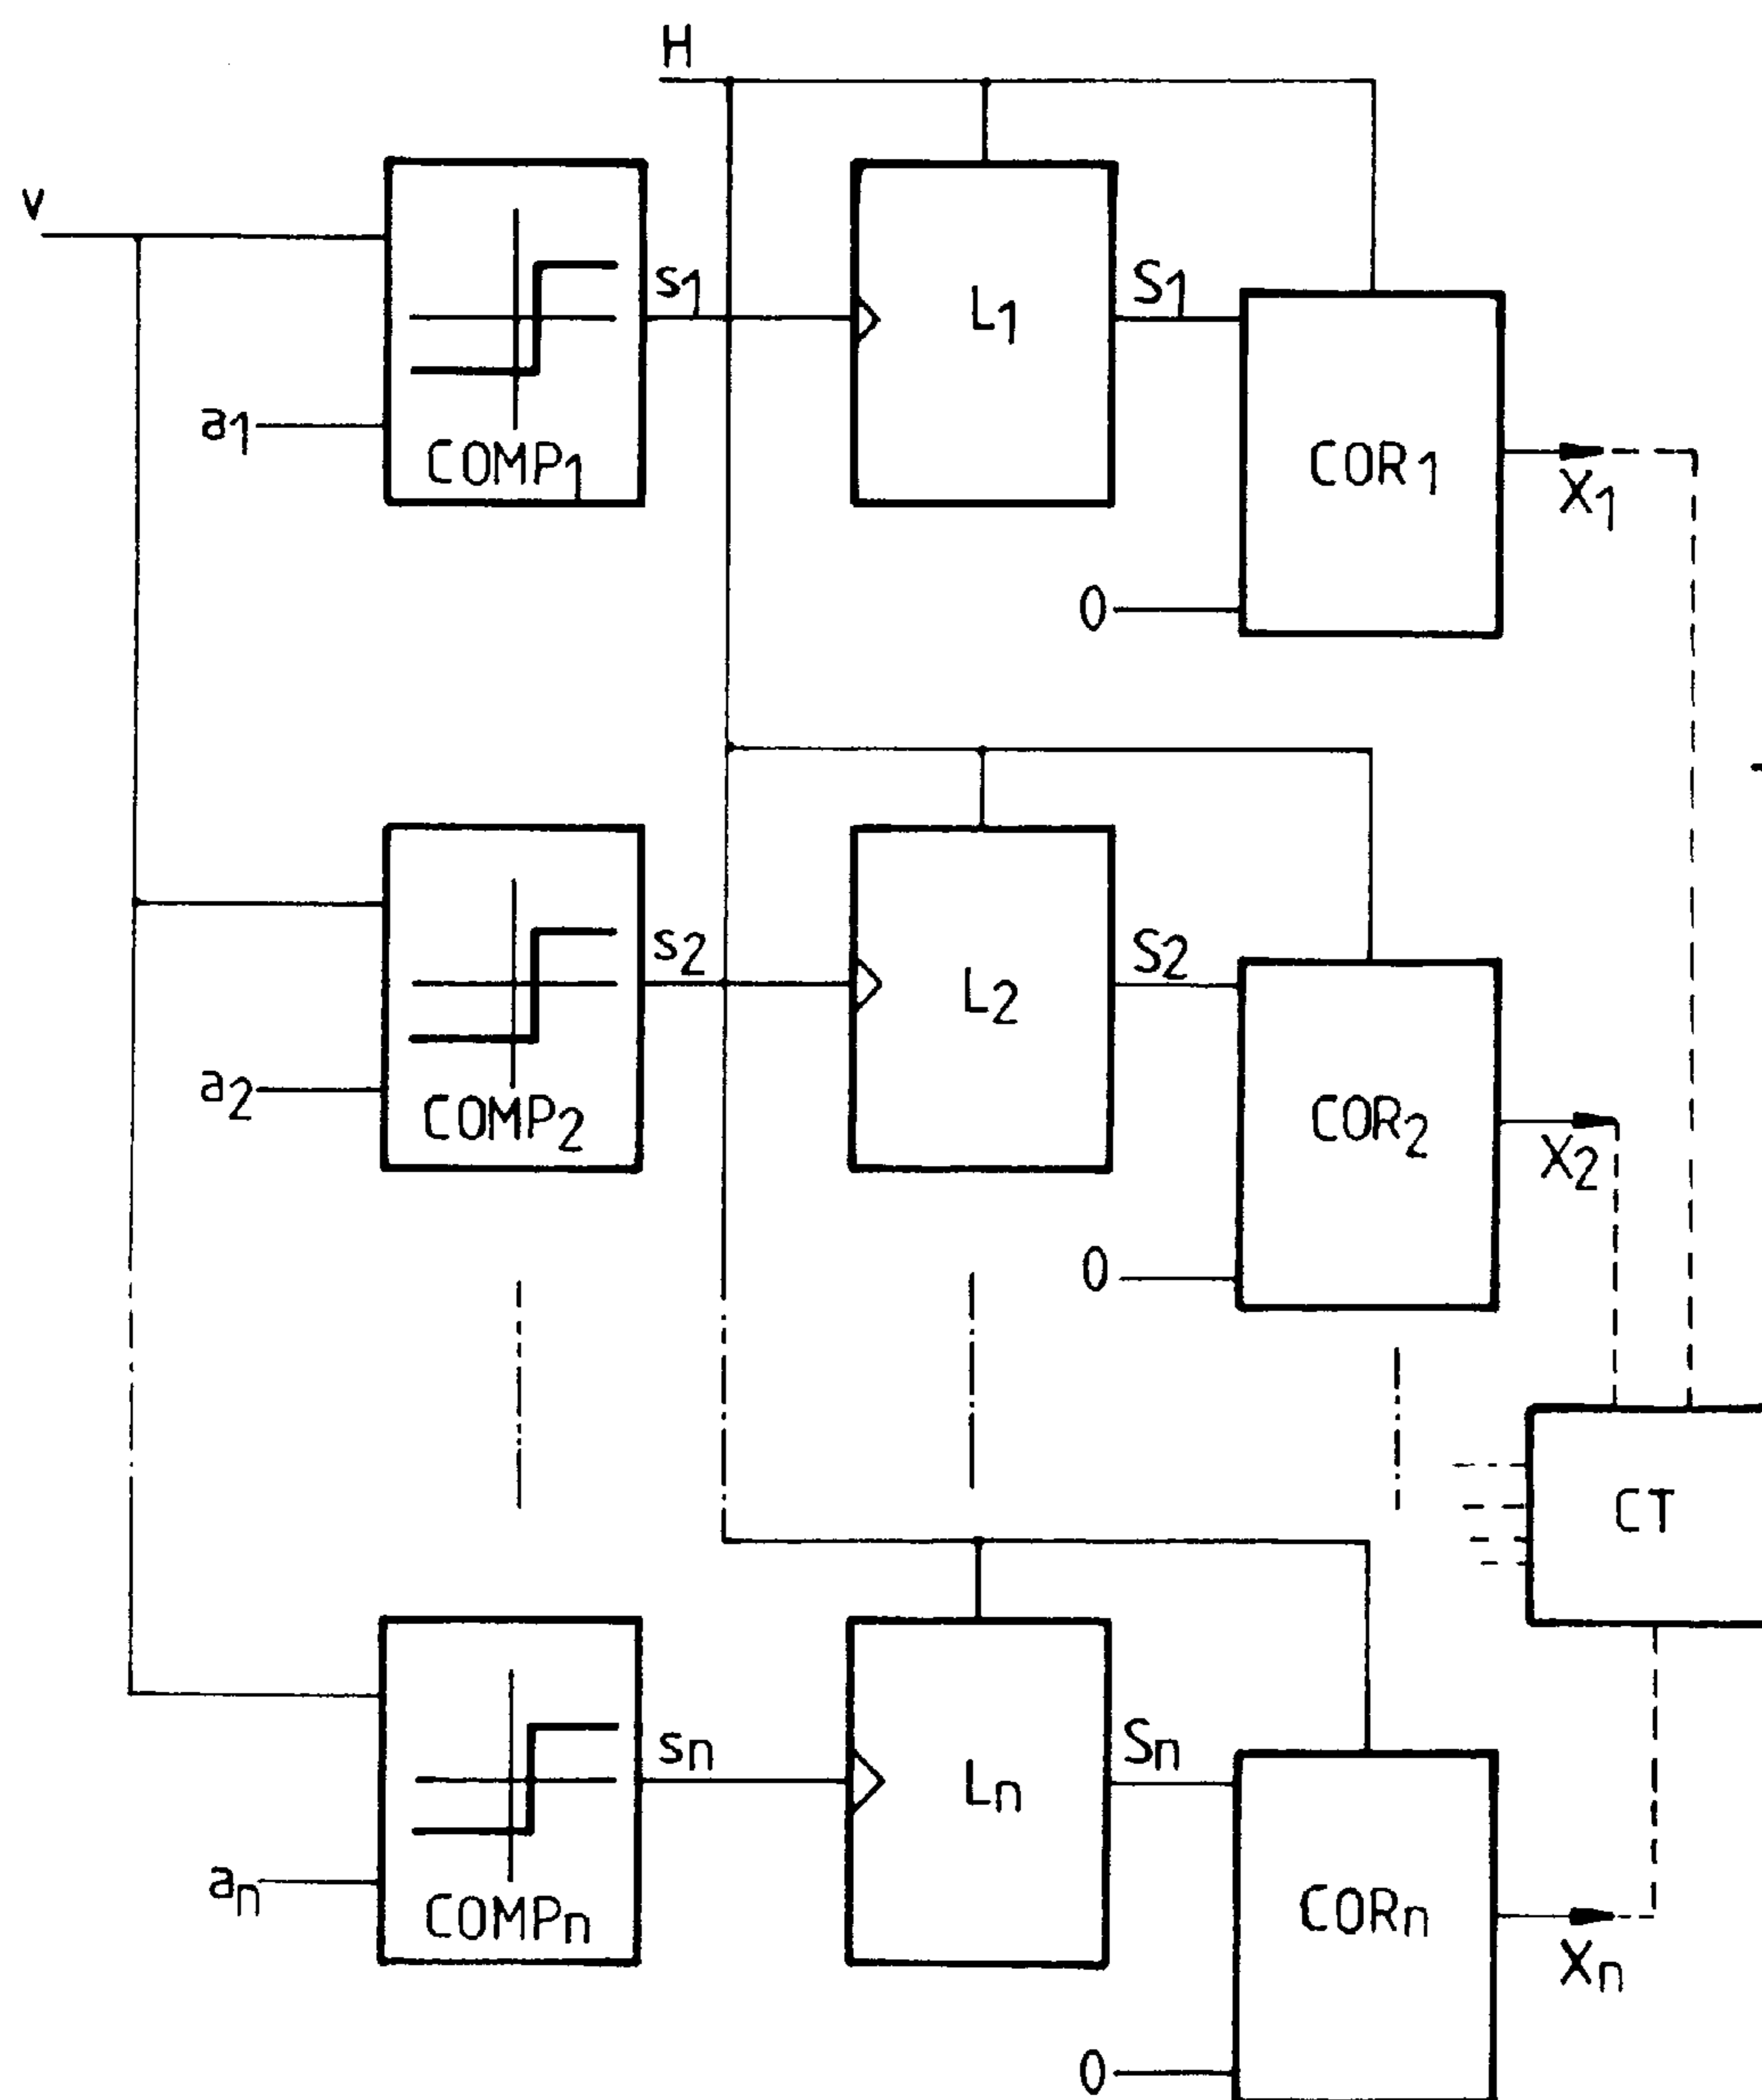 H
v
s1
S1
L1
a1
COMP1
COR1
X1
0
s2
S2
L2
a2
COMP2
COR2
X2
0
CT
sn
Sn
Ln
an
COMPn
CORn
Xn
0